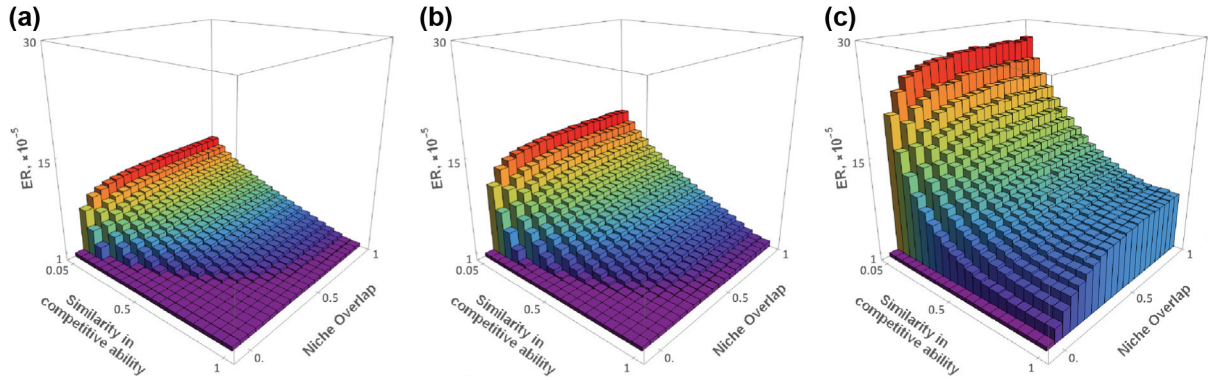 (a)
30
15
1
ER, ×10⁻⁵
0.05
0.5
1
Similarity in
competitive ability
0.
0.5
1
Niche Overlap
(b)
30
15
1
ER, ×10⁻⁵
0.05
0.5
1
Similarity in
competitive ability
0.
0.5
1
Niche Overlap
(c)
30
15
1
ER, ×10⁻⁵
0.05
0.5
1
Similarity in
competitive ability
0.
0.5
1
Niche Overlap